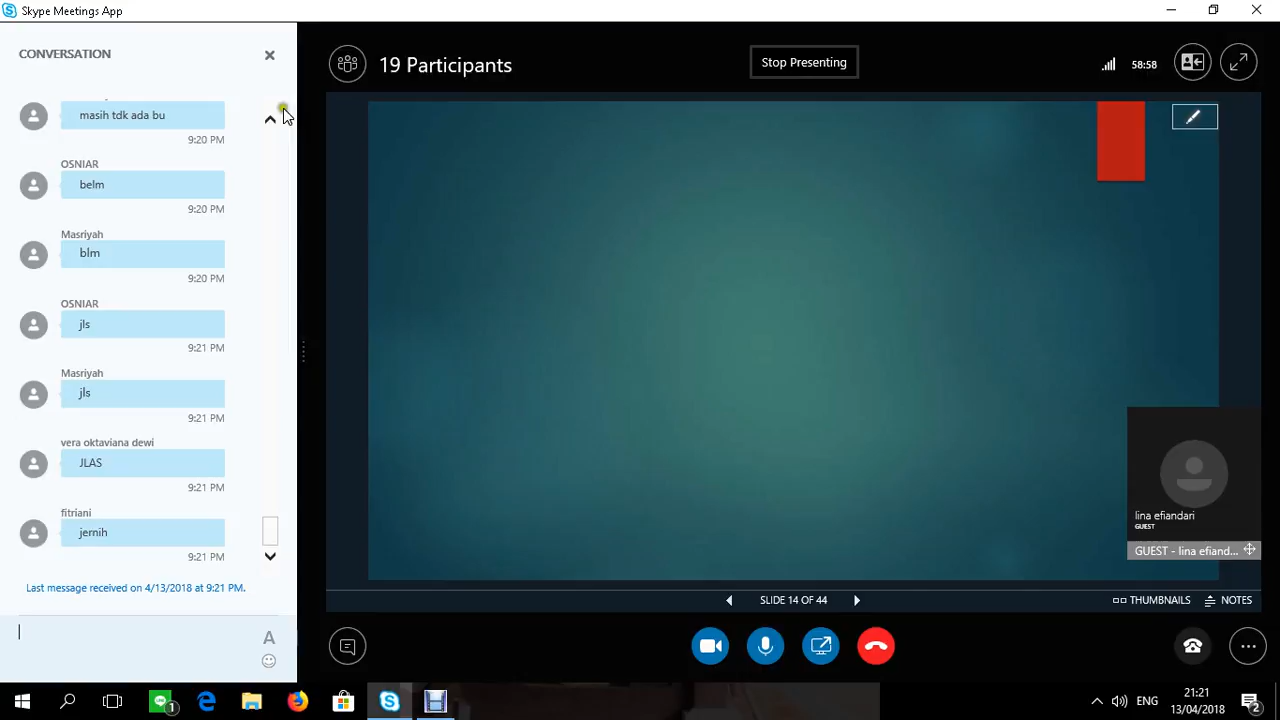 Skype Meetings App
CONVERSATION
masih tdk ada bu
9:20 PM
OSNIAR
belm
9:20 PM
Masriyah
blm
9:20 PM
OSNIAR
jls
9:21 PM
Masriyah
jls
9:21 PM
vera oktaviana dewi
JLAS
9:21 PM
fitriani
jernih
9:21 PM
Last message received on 4/13/2018 at 9:21 PM.
A
19 Participants
Stop Presenting
58:58
lina efiandari
GUEST
GUEST - lina efiand...
SLIDE 14 OF 44
THUMBNAILS
NOTES
1
ENG
21:21
13/04/2018
2